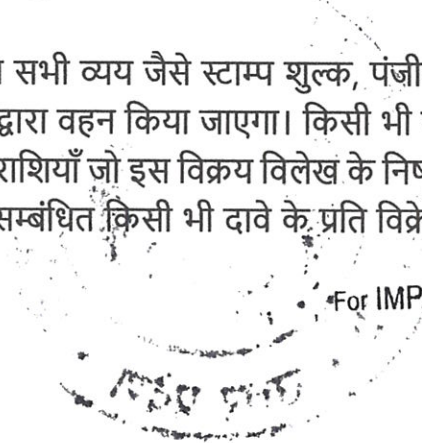 सभी व्यय जैसे स्टाम्प शुल्क, पंजी
द्वारा वहन किया जाएगा। किसी भी
राशियाँ जो इस विक्रय विलेख के निष
सम्बंधित किसी भी दावे के प्रति विक्रे
For IMP